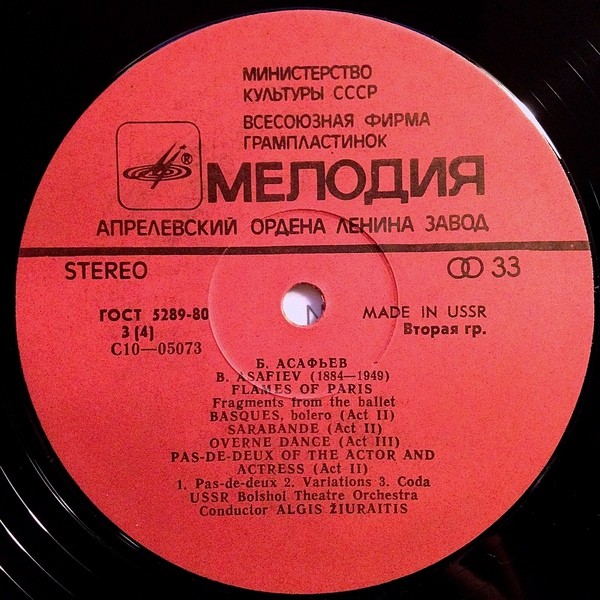 МИНИСТЕРСТВО
КУЛЬТУРЫ СССР
ВСЕСОЮЗНАЯ ФИРМА
ГРАМПЛАСТИНОК
®
МЕЛОДИЯ
АПРЕЛЕВСКИЙ ОРДЕНА ЛЕНИНА ЗАВОД
STEREO
33
ГОСТ 5289-80
MADE IN USSR
3 (4)
Вторая гр.
С10—05073
Б. АСАФЬЕВ
B. ASAFIEV (1884—1949)
FLAMES OF PARIS
Fragments from the ballet
BASQUES, bolero (Act II)
SARABANDE (Act II)
OVERNE DANCE (Act III)
PAS-DE-DEUX OF THE ACTOR AND
ACTRESS (Act II)
1. Pas-de-deux 2. Variations 3. Coda
USSR Bolshoi Theatre Orchestra
Conductor ALGIS ŽIURAITIS